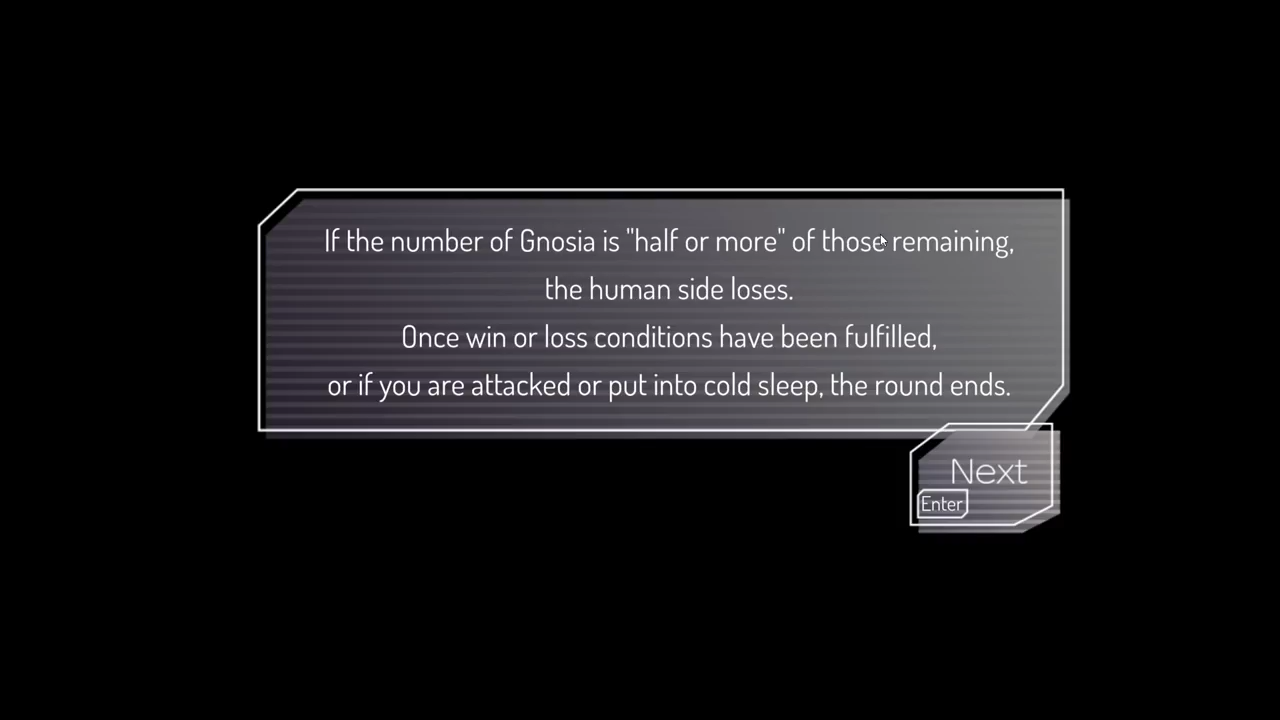 If the number of Gnosia is "half or more" of those remaining,
the human side loses.
Once win or loss conditions have been fulfilled,
or if you are attacked or put into cold sleep, the round ends.
Next
Enter